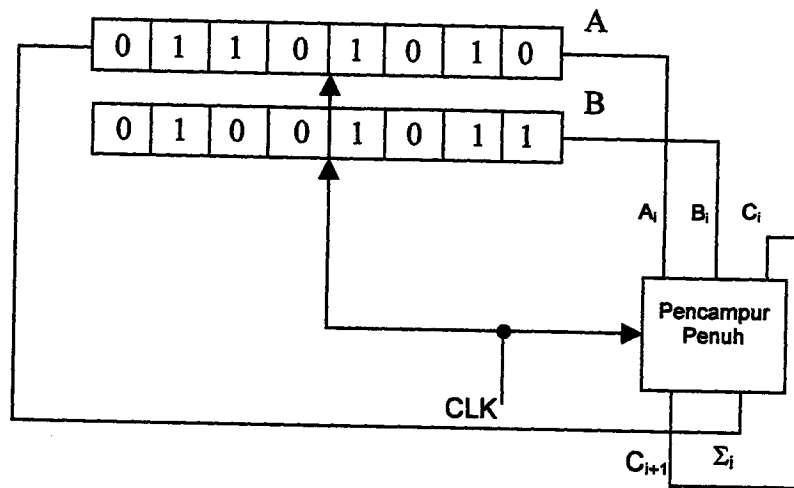 A
0 1 1 0 1 0 1 0
B
0 1 0 0 1 0 1 1
Aᵢ Bᵢ Cᵢ
Pencampur
Penuh
CLK
Cᵢ₊₁ Σᵢ